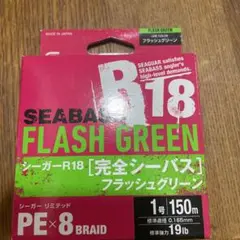 MADE IN JAPAN
FLASH GREEN
フラッシュグリーン
SEAGUAR satisfies
SEABASS angler's
high-level demands.
R18
SEABASS
FLASH GREEN
シーガーR18 [完全シーバス]
フラッシュグリーン
シーガー リミテッド
PE×8 BRAID
1号 150m
標準直径 0.165mm
標準強力 19lb